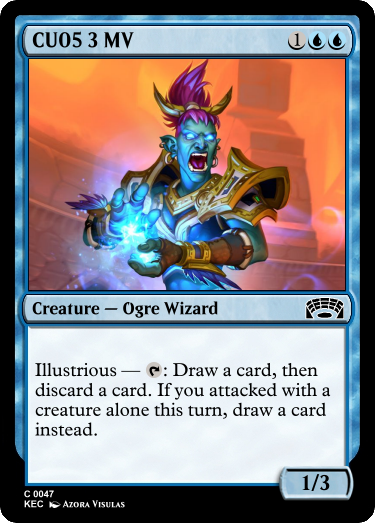 CU05 3 MV
1
Creature — Ogre Wizard
Illustrious — : Draw a card, then
discard a card. If you attacked with a
creature alone this turn, draw a card
instead.
1/3
C 0047
KEC Azora Visulas